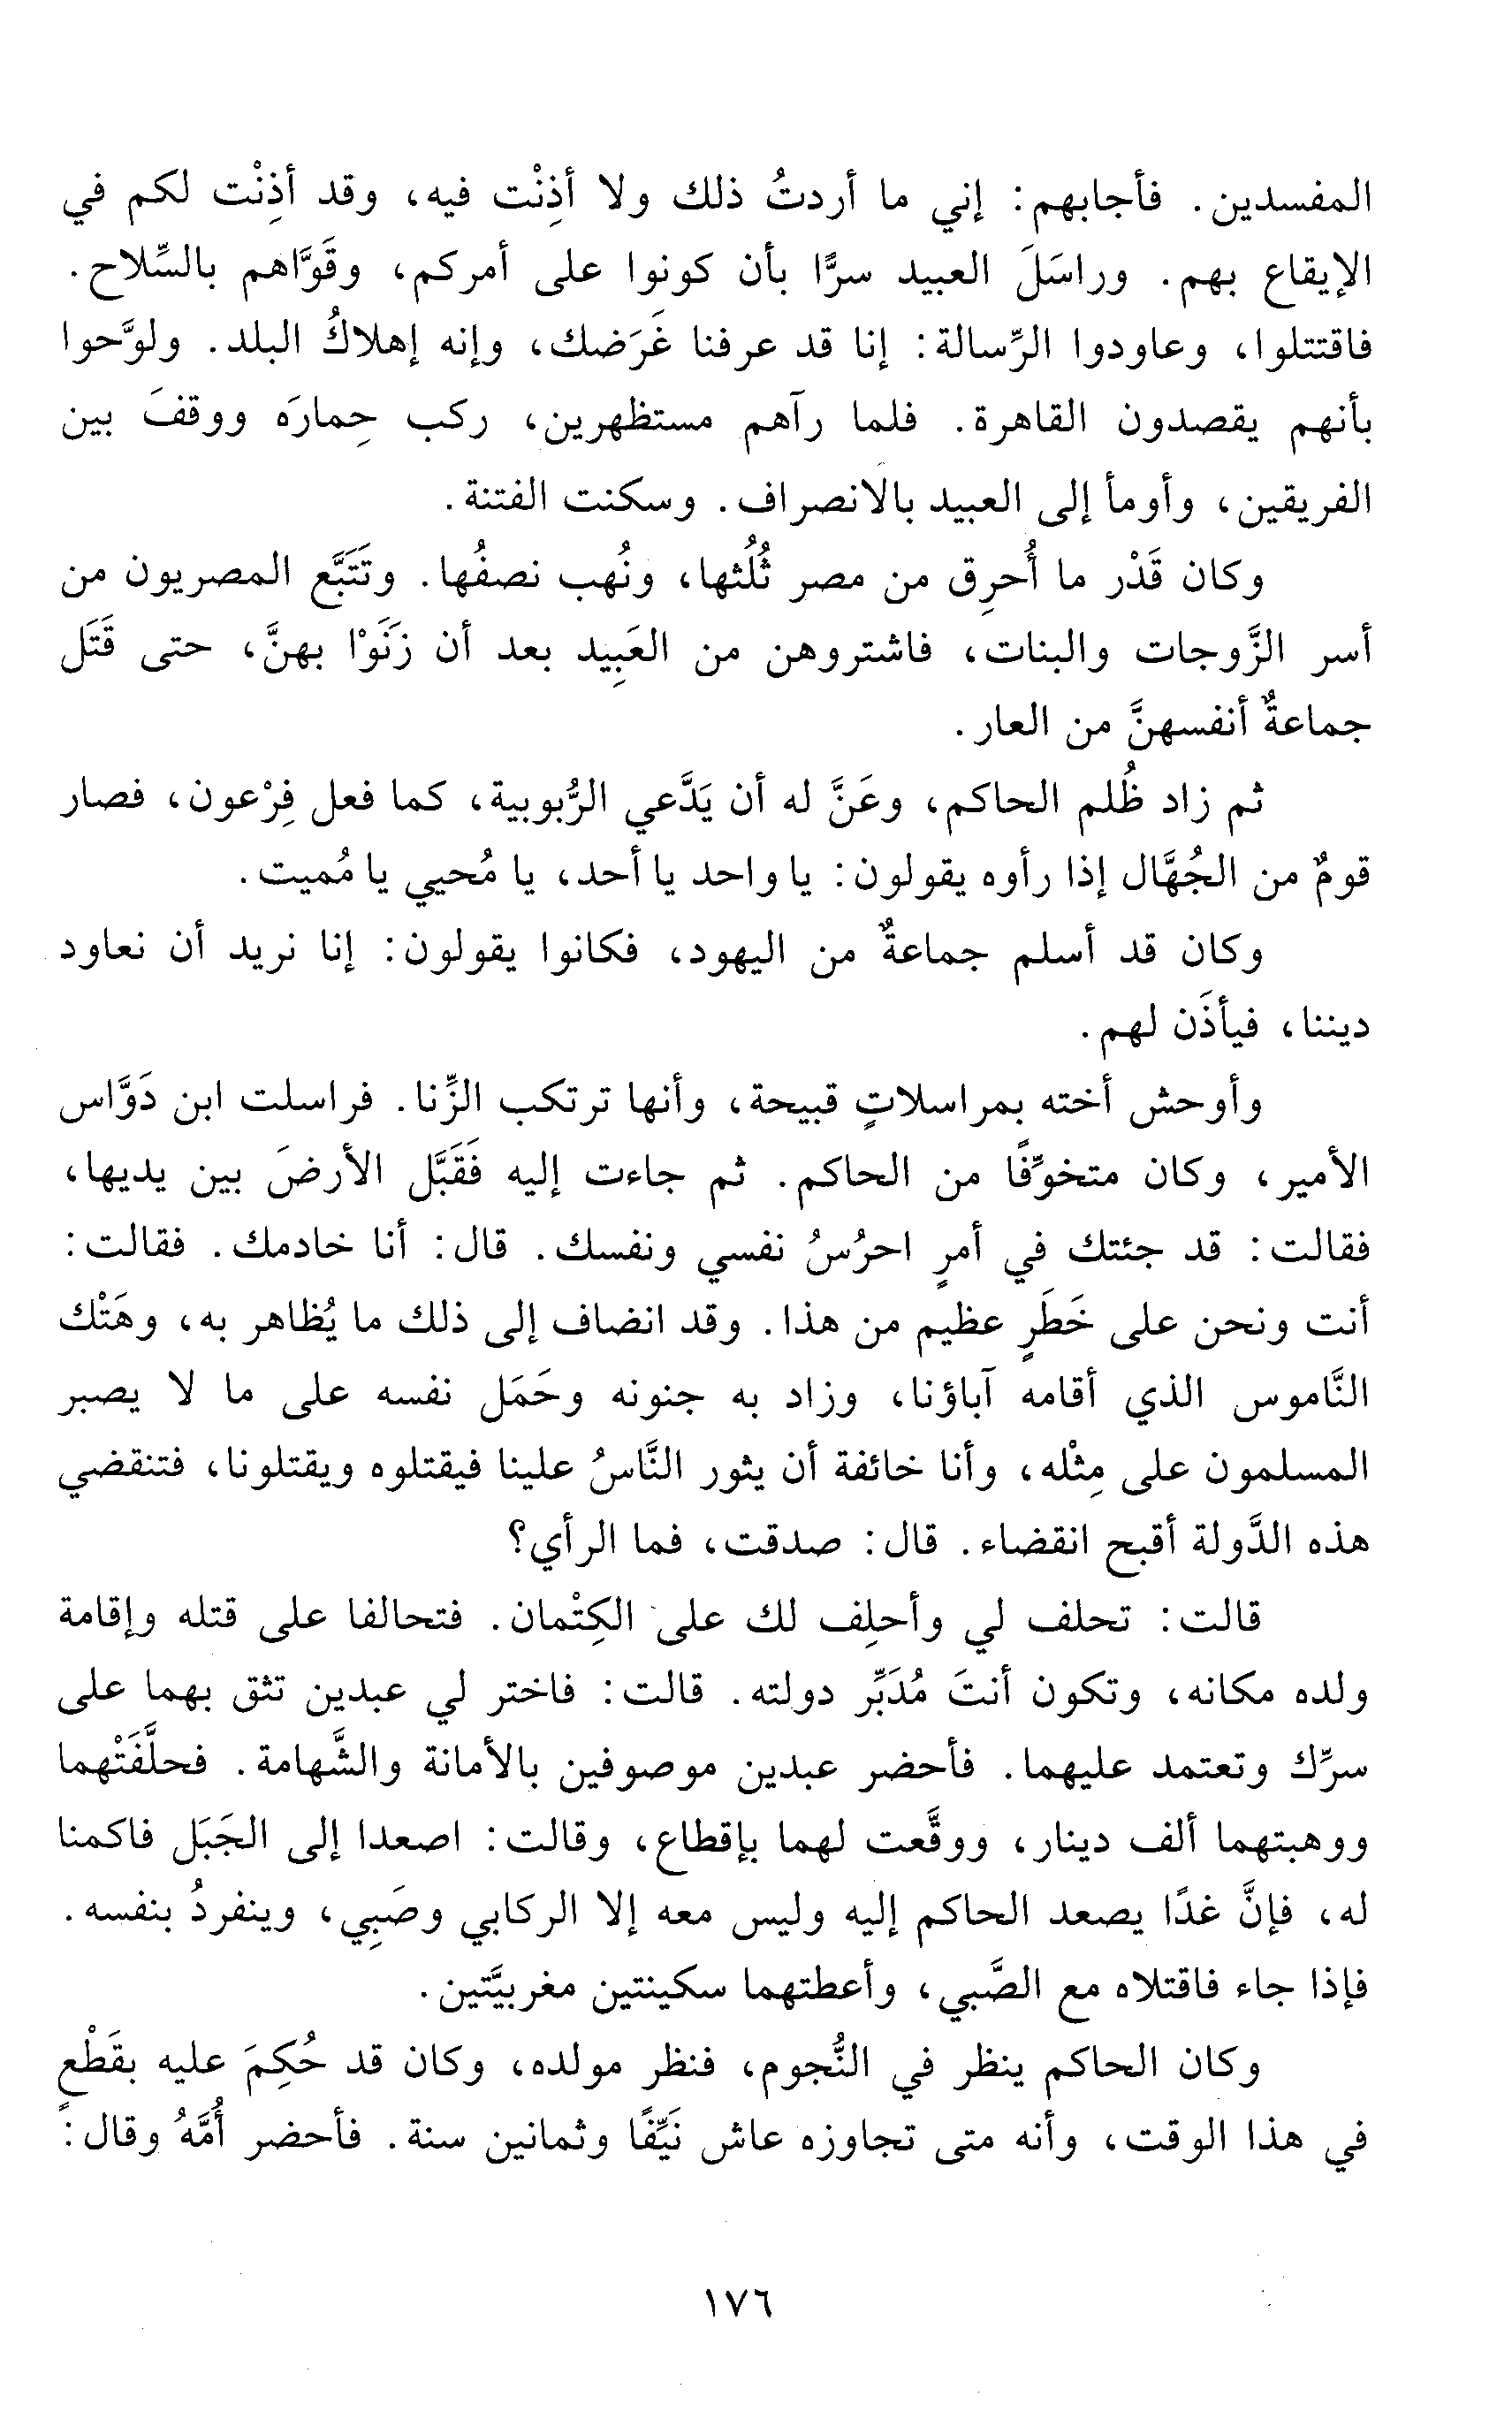 المفسدين. فأجابهم: إني ما أردتُ ذلك ولا أذِنْت فيه، وقد أذِنْت لكم في
الإيقاع بهم. وراسَلَ العبيد سرًّا بأن كونوا على أمركم، وقَوَّاهم بالسِّلاح.
فاقتتلوا، وعاودوا الرِّسالة: إنا قد عرفنا غَرَضك، وإنه إهلاكُ البلد. ولوَّحوا
بأنهم يقصدون القاهرة. فلما رآهم مستظهرين، ركب حِمارَه ووقفَ بين
الفريقين، وأومأ إلى العبيد بالانصراف. وسكنت الفتنة.
وكان قَدْر ما أُحرِق من مصر ثُلُثها، ونُهب نصفُها. وتَتَبَّع المصريون من
أسر الزَّوجات والبنات، فاشتروهن من العَبِيد بعد أن زَنَوْا بهنَّ، حتى قَتَل
جماعةٌ أنفسهنَّ من العار.
ثم زاد ظُلم الحاكم، وعَنَّ له أن يَدَّعي الرُّبوبية، كما فعل فِرْعون، فصار
قومٌ من الجُهَّال إذا رأوه يقولون: يا واحد يا أحد، يا مُحيي يا مُميت.
وكان قد أسلم جماعةٌ من اليهود، فكانوا يقولون: إنا نريد أن نعاود
ديننا، فيأذَن لهم.
وأوحش أخته بمراسلاتٍ قبيحة، وأنها ترتكب الزِّنا. فراسلت ابن دَوَّاس
الأمير، وكان متخوِّفًا من الحاكم. ثم جاءت إليه فَقَبَّل الأرضَ بين يديها،
فقالت: قد جئتك في أمرٍ احرُسُ نفسي ونفسك. قال: أنا خادمك. فقالت:
أنت ونحن على خَطَرٍ عظيم من هذا. وقد انضاف إلى ذلك ما يُظاهر به، وهَتْك
النَّاموس الذي أقامه آباؤنا، وزاد به جنونه وحَمَل نفسه على ما لا يصبر
المسلمون على مِثْله، وأنا خائفة أن يثور النَّاسُ علينا فيقتلوه ويقتلونا، فتنقضي
هذه الدَّولة أقبح انقضاء. قال: صدقت، فما الرأي؟
قالت: تحلف لي وأحلِف لك على الكِتْمان. فتحالفا على قتله وإقامة
ولده مكانه، وتكون أنتَ مُدَبِّر دولته. قالت: فاختر لي عبدين تثق بهما على
سرِّك وتعتمد عليهما. فأحضر عبدين موصوفين بالأمانة والشَّهامة. فحلَّفَتْهما
ووهبتهما ألف دينار، ووقَّعت لهما بإقطاع، وقالت: اصعدا إلى الجَبَل فاكمنا
له، فإنَّ غدًا يصعد الحاكم إليه وليس معه إلا الركابي وصَبِي، وينفردُ بنفسه.
فإذا جاء فاقتلاه مع الصَّبي، وأعطتهما سكينتين مغربيَّتين.
وكان الحاكم ينظر في النُّجوم، فنظر مولده، وكان قد حُكِمَ عليه بقَطْعٍ
في هذا الوقت، وأنه متى تجاوزه عاش نَيِّفًا وثمانين سنة. فأحضر أُمَّهُ وقال:
١٧٦